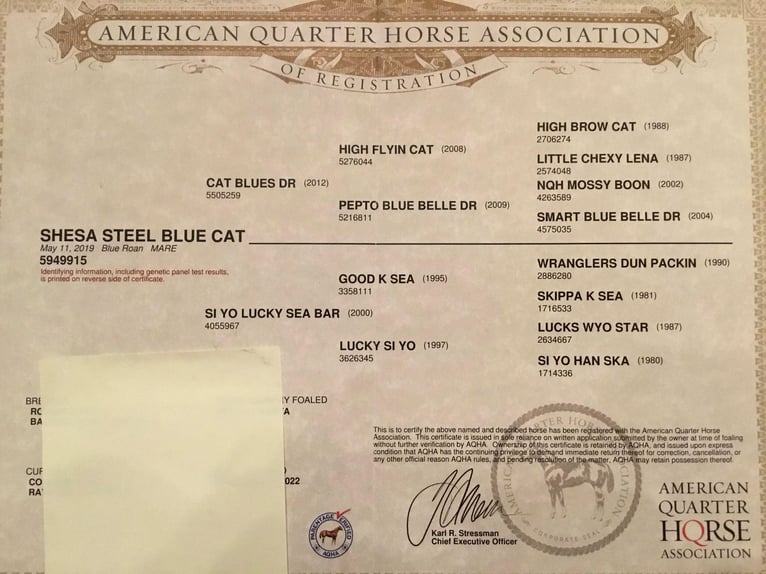 AMERICAN QUARTER HORSE ASSOCIATION
OF REGISTRATION
HIGH BROW CAT (1988)
2706274
HIGH FLYIN CAT (2008)
5276044
LITTLE CHEXY LENA (1987)
2574048
CAT BLUES DR (2012)
5505259
NQH MOSSY BOON (2002)
4263589
PEPTO BLUE BELLE DR (2009)
5216811
SMART BLUE BELLE DR (2004)
4575035
SHESA STEEL BLUE CAT
May 11, 2019 Blue Roan MARE
5949915
Identifying information, including genetic panel test results,
is printed on reverse side of certificate.
WRANGLERS DUN PACKIN (1990)
2886280
GOOD K SEA (1995)
3358111
SKIPPA K SEA (1981)
1716533
SI YO LUCKY SEA BAR (2000)
4055967
LUCKS WYO STAR (1987)
2634667
LUCKY SI YO (1997)
3626345
SI YO HAN SKA (1980)
1714336
Y FOALED
This is to certify the above named and described horse has been registered with the American Quarter Horse
Association. This certificate is issued in sole reliance on written application submitted by the owner at time of foaling
without further verification by AQHA. Ownership of this certificate is retained by AQHA, and issued upon express
condition that AQHA has the continuing privilege to demand immediate return thereof for correction, cancellation, or
any other official reason AQHA rules, and pending resolution of the matter, AQHA may retain possession thereof.
022
PARENTAGE VERIFIED
AQHA
Karl R. Stressman
Chief Executive Officer
CORPORATE SEAL
AMERICAN
QUARTER
HORSE
ASSOCIATION